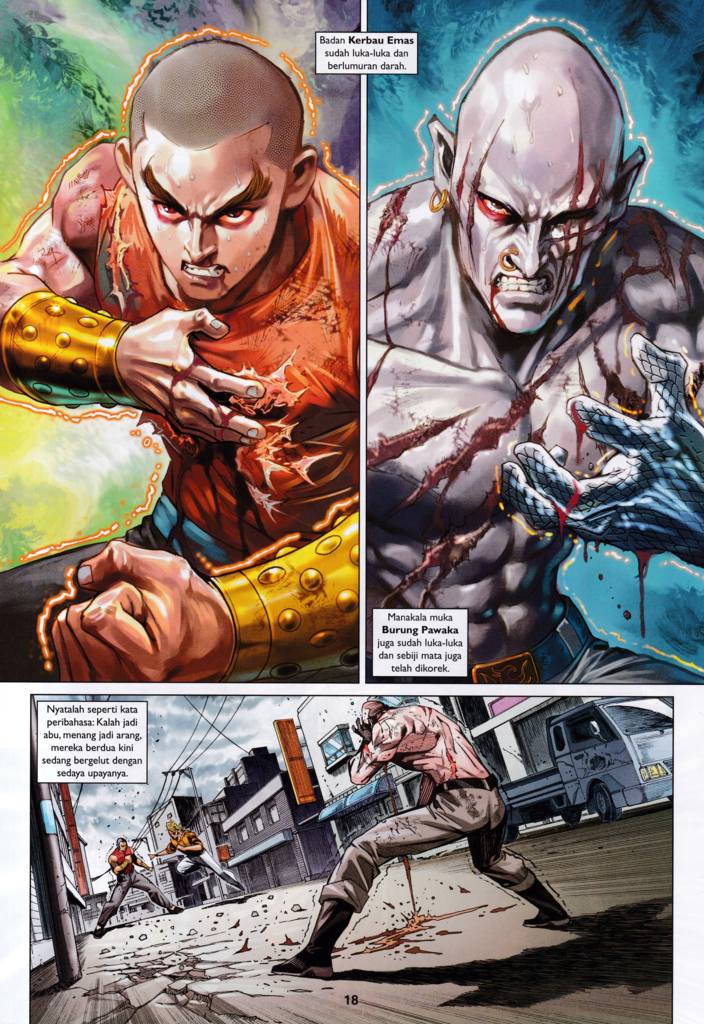 Badan Kerbau Emas
sudah luka-luka dan
berlumuran darah.
Manakala muka
Burung Pawaka
juga sudah luka-luka
dan sebiji mata juga
telah dikorek.
Nyatalah seperti kata
peribahasa: Kalah jadi
abu, menang jadi arang,
mereka berdua kini
sedang bergelut dengan
sedaya upayanya.
18